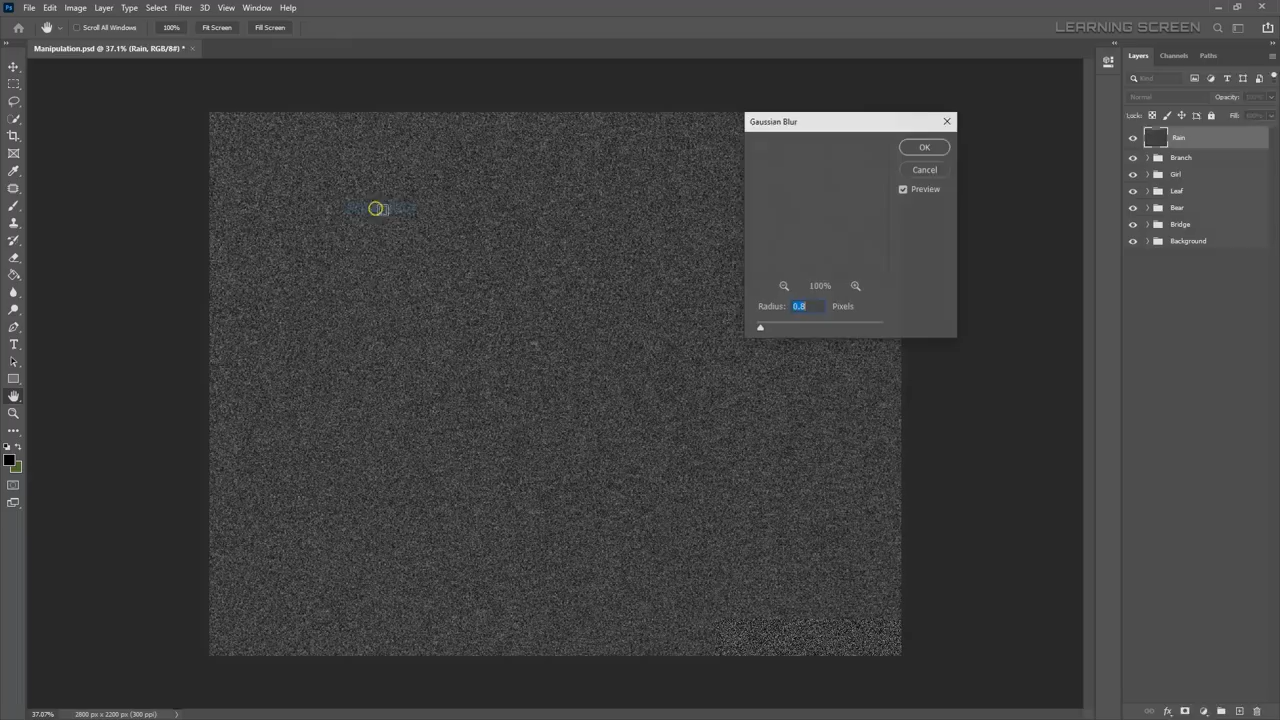 File Edit Image Layer Type Select Filter 3D View Window Help
Scroll All Windows 100% Fit Screen Fill Screen
LEARNING SCREEN
Manipulation.psd @ 37.1% (Rain, RGB/8#) *
Layers Channels Paths
Kind
Normal Opacity: 100%
Lock: Fill:
Rain
Branch
Girl
Leaf
Bear
Bridge
Background
Gaussian Blur
OK
Cancel
Preview
100%
Radius: 0.8 Pixels
37.07% 2800 px x 2200 px (300 ppi)